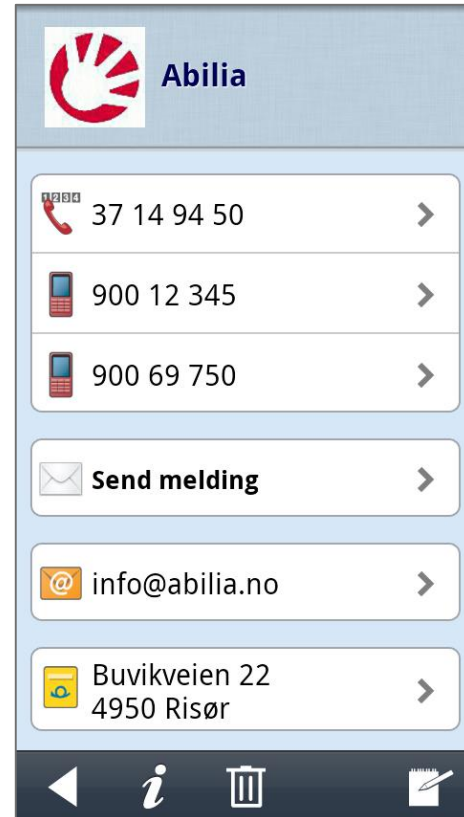 Abilia
1234
37 14 94 50
900 12 345
900 69 750
Send melding
@
info@abilia.no
Buvikveien 22
4950 Risør
i